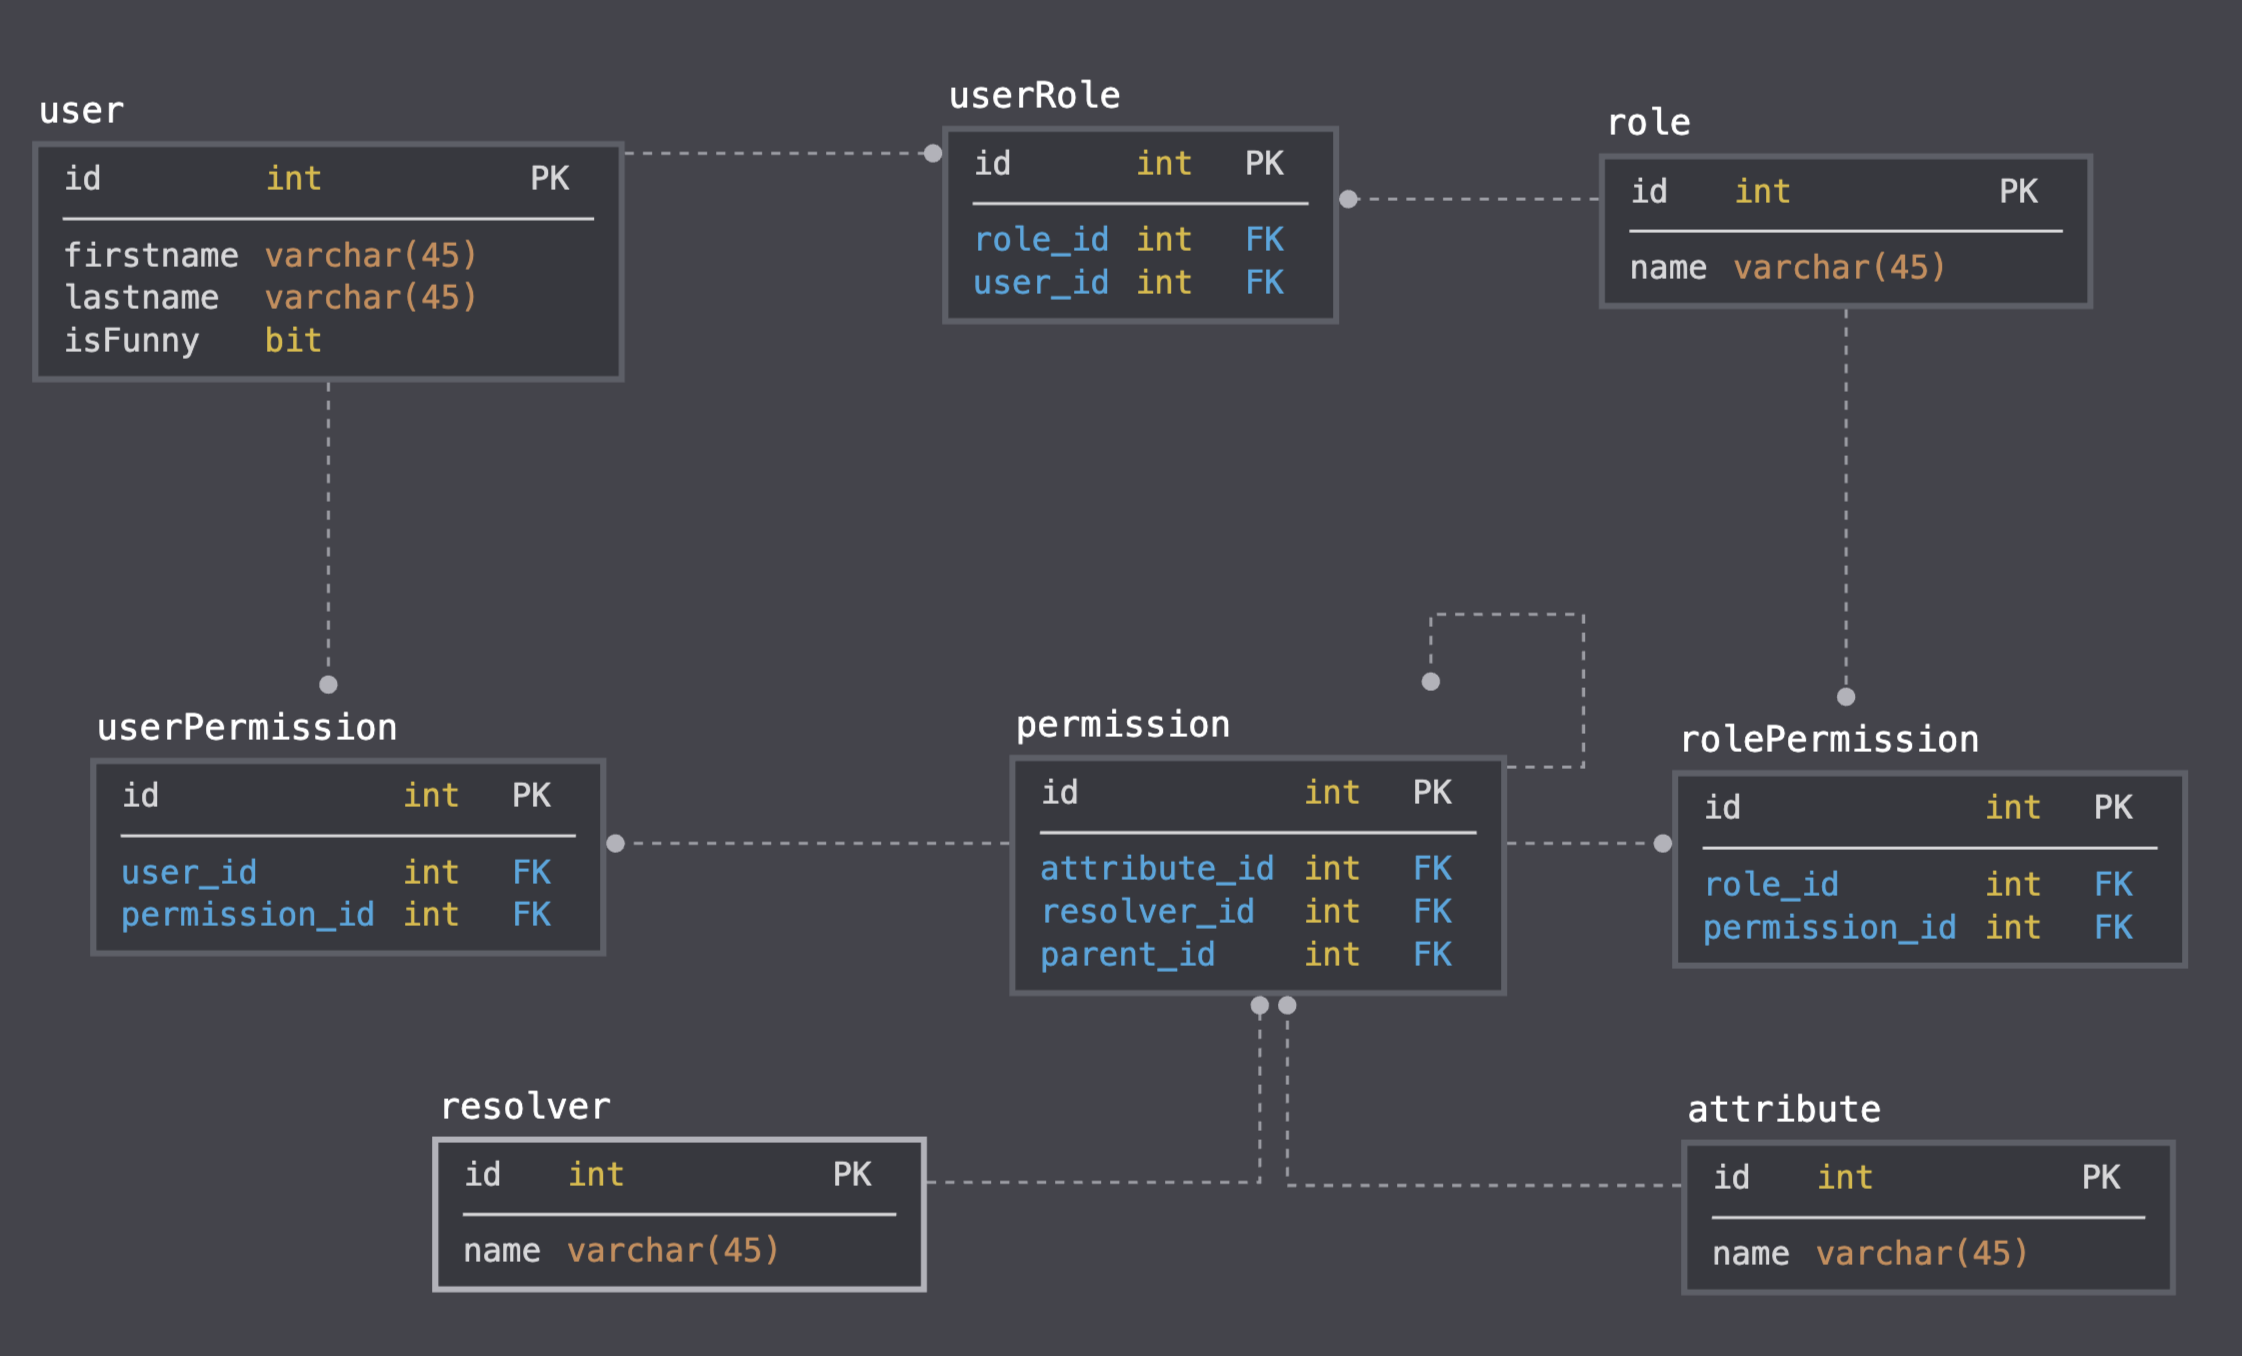 user
id int PK
firstname varchar(45)
lastname varchar(45)
isFunny bit
userRole
id int PK
role_id int FK
user_id int FK
role
id int PK
name varchar(45)
userPermission
id int PK
user_id int FK
permission_id int FK
permission
id int PK
attribute_id int FK
resolver_id int FK
parent_id int FK
rolePermission
id int PK
role_id int FK
permission_id int FK
resolver
id int PK
name varchar(45)
attribute
id int PK
name varchar(45)